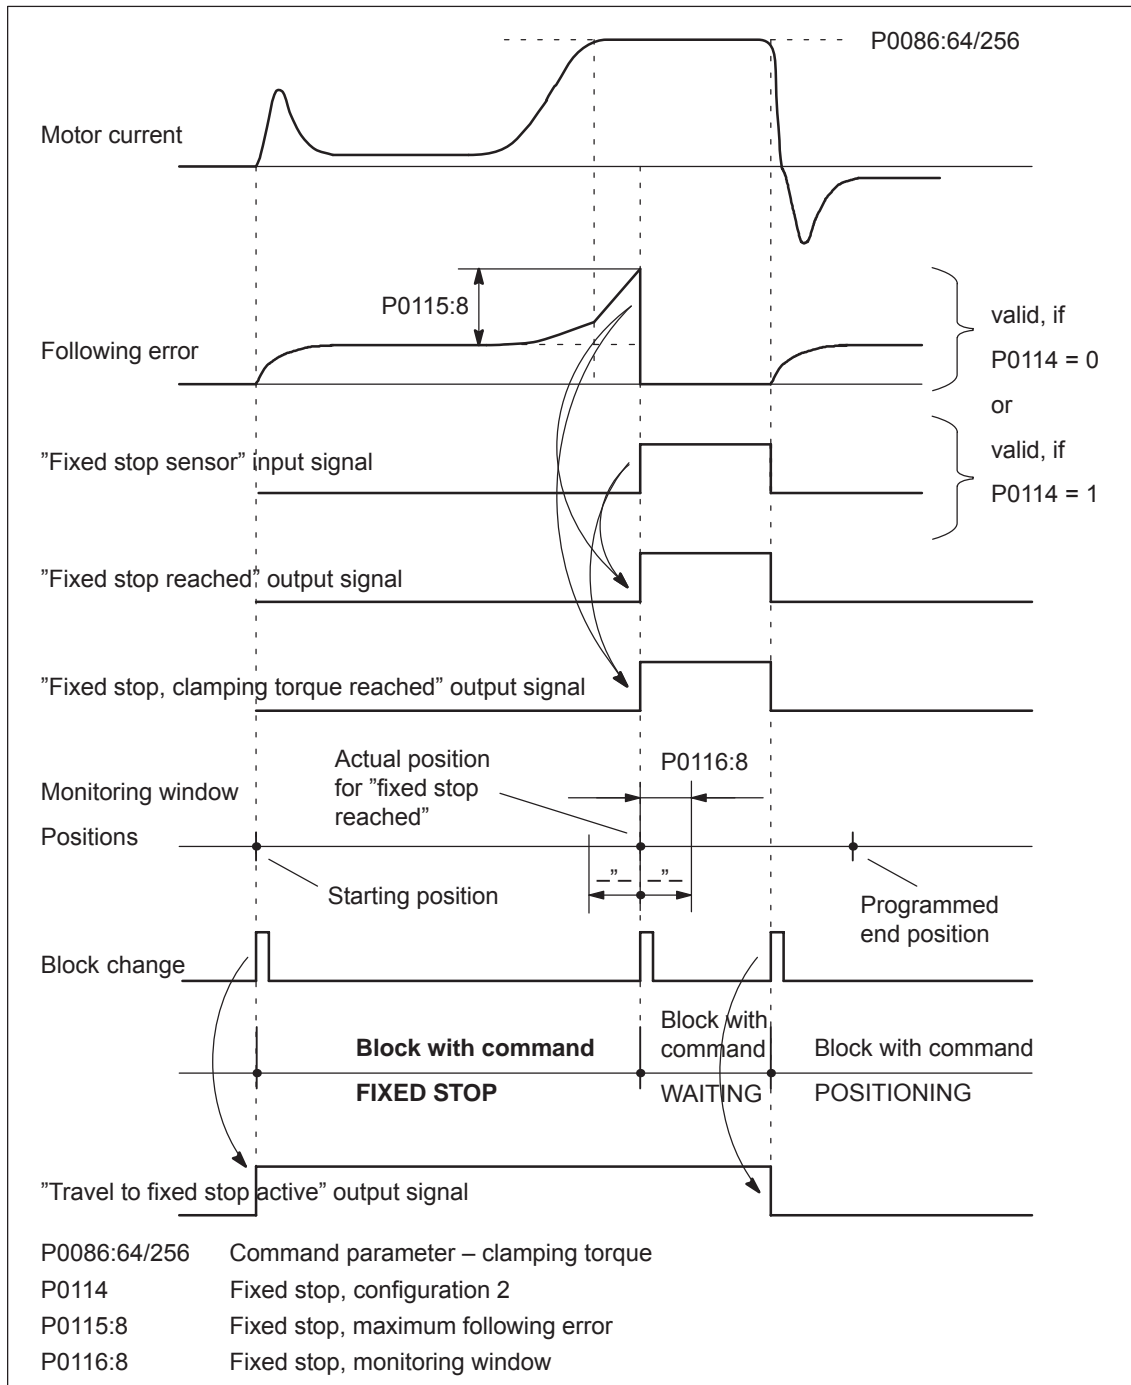 P0086:64/256
Motor current
P0115:8
Following error
valid, if
P0114 = 0
or
valid, if
P0114 = 1
”Fixed stop sensor” input signal
”Fixed stop reached” output signal
”Fixed stop, clamping torque reached” output signal
Actual position
for ”fixed stop
reached”
P0116:8
Monitoring window
Positions
_”_ _”_
Starting position
Programmed
end position
Block change
Block with command
FIXED STOP
Block with
command
WAITING
Block with command
POSITIONING
”Travel to fixed stop active” output signal
P0086:64/256 Command parameter – clamping torque
P0114 Fixed stop, configuration 2
P0115:8 Fixed stop, maximum following error
P0116:8 Fixed stop, monitoring window